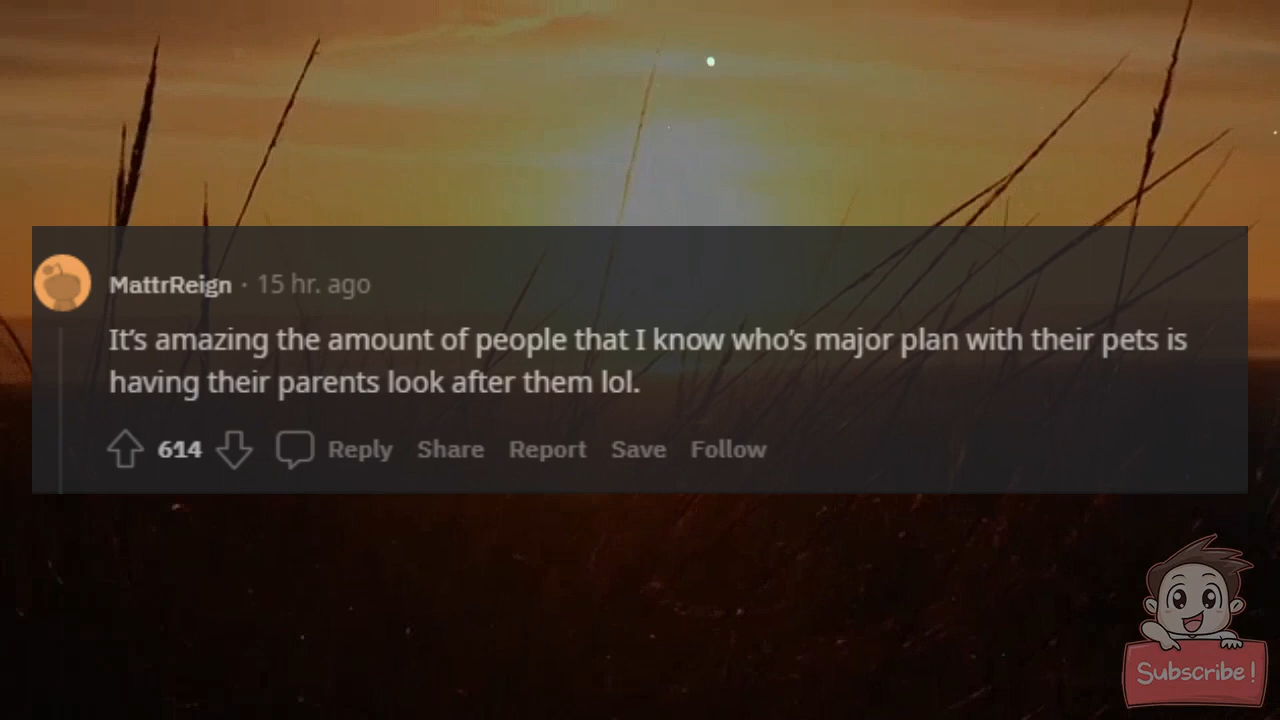 MattrReign · 15 hr. ago
It's amazing the amount of people that I know who's major plan with their pets is
having their parents look after them lol.
614 Reply Share Report Save Follow
Subscribe!